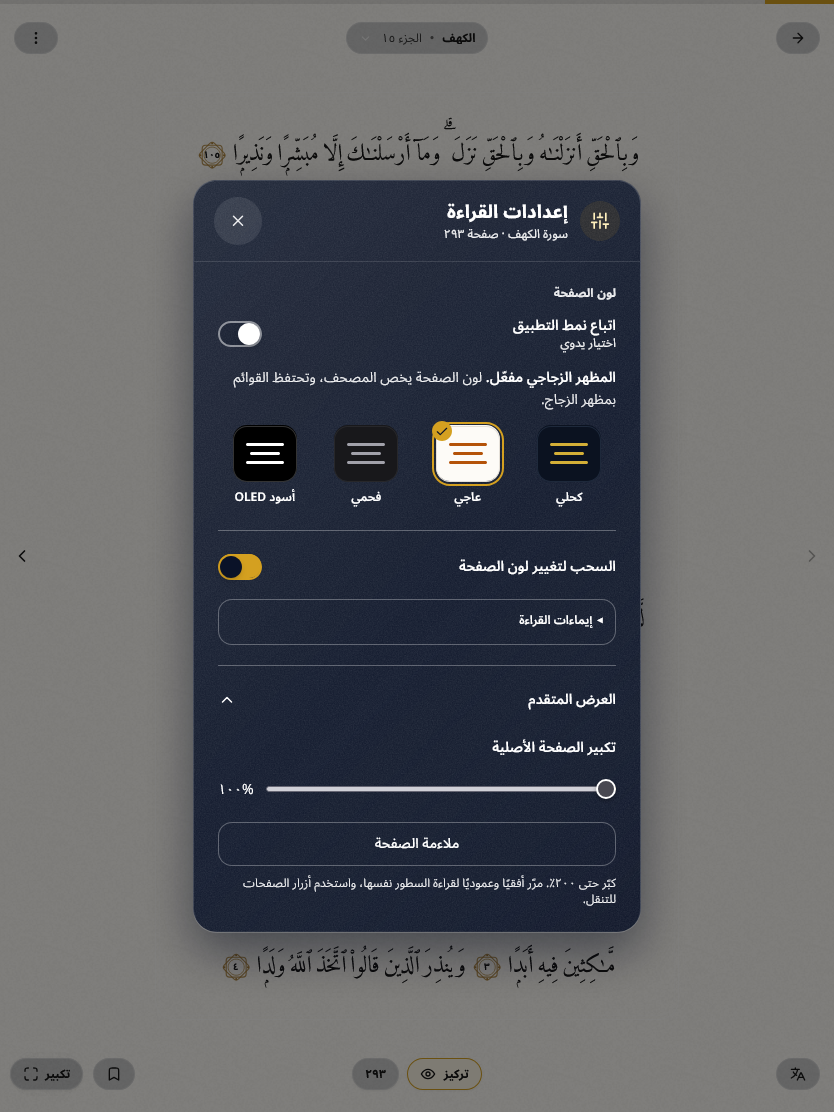 الكهف • الجزء ١٥
وَبِٱلْحَقِّ أَنزَلْنَـٰهُ وَبِٱلْحَقِّ نَزَلَ ۗ وَمَآ أَرْسَلْنَـٰكَ إِلَّا مُبَشِّرًۭا وَنَذِيرًۭا ١٠٥
إعدادات القراءة
سورة الكهف · صفحة ٢٩٣
لون الصفحة
اتباع نمط التطبيق
اختيار يدوي
المظهر الزجاجي مفعّل. لون الصفحة يخص المصحف، وتحتفظ القوائم
بمظهر الزجاج.
كحلي
عاجي
فحمي
أسود OLED
السحب لتغيير لون الصفحة
إيماءات القراءة
العرض المتقدم
تكبير الصفحة الأصلية
١٠٠%
ملاءمة الصفحة
كبّر حتى ٢٠٠٪. مرّر أفقيًا وعموديًا لقراءة السطور نفسها، واستخدم أزرار الصفحات
للتنقل.
مَّـٰكِثِينَ فِيهِ أَبَدًۭا ٣ وَيُنذِرَ ٱلَّذِينَ قَالُوا۟ ٱتَّخَذَ ٱللَّهُ وَلَدًۭا ٤
تركيز
٢٩٣
تكبير